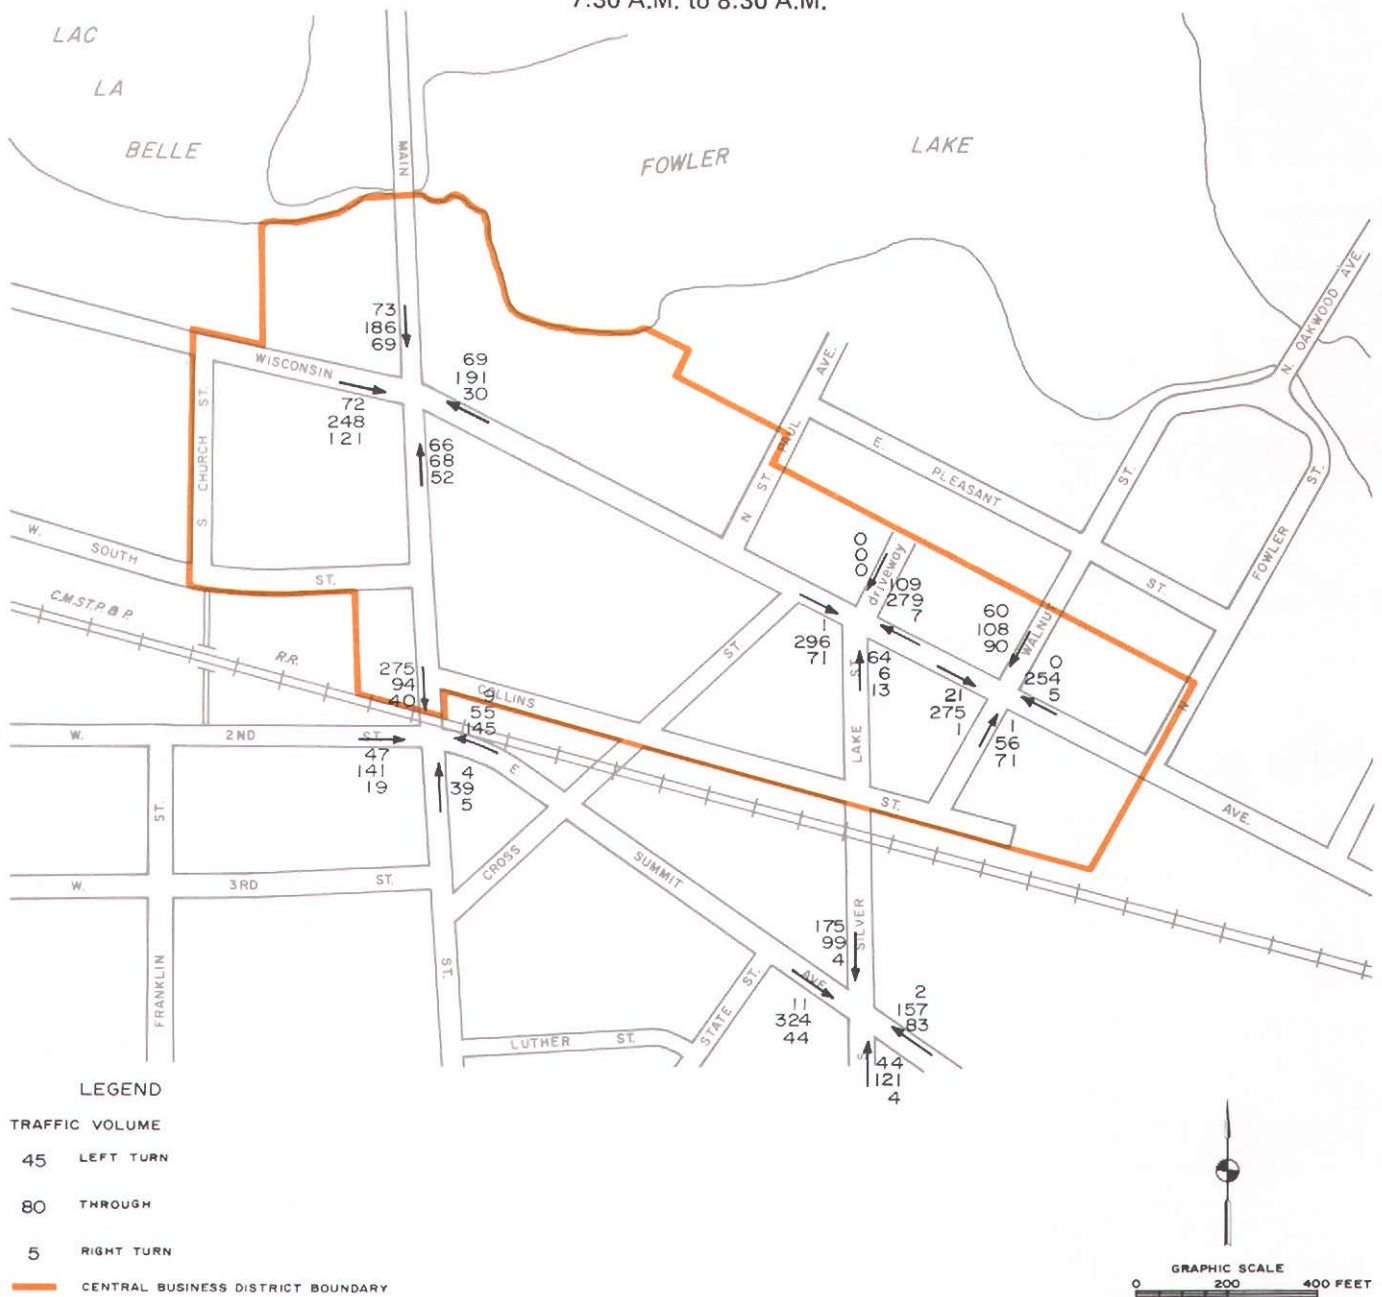 7:30 A.M. to 8:30 A.M.
LAC
LA
BELLE
FOWLER
LAKE
MAIN
N. OAKWOOD AVE.
73
186
69
WISCONSIN
69
191
30
72
248
121
66
68
52
S CHURCH ST.
N ST. PAUL AVE.
E. PLEASANT ST.
WALNUT ST.
N. FOWLER ST.
W. SOUTH ST.
C.M.ST.P. & P. R.R.
0
0
0
driveway
109
279
7
60
108
90
0
254
5
1
296
71
64
6
13
21
275
1
1
56
71
275
94
40
COLLINS ST.
9
55
145
W. 2ND ST.
47
141
19
4
39
5
CROSS ST.
LAKE ST.
AVE.
E SUMMIT AVE.
W. 3RD ST.
FRANKLIN ST.
ST.
SILVER
S.
175
99
4
11
324
44
2
157
83
44
121
4
STATE ST.
LUTHER ST.
LEGEND
TRAFFIC VOLUME
45 LEFT TURN
80 THROUGH
5 RIGHT TURN
CENTRAL BUSINESS DISTRICT BOUNDARY
GRAPHIC SCALE
0 200 400 FEET